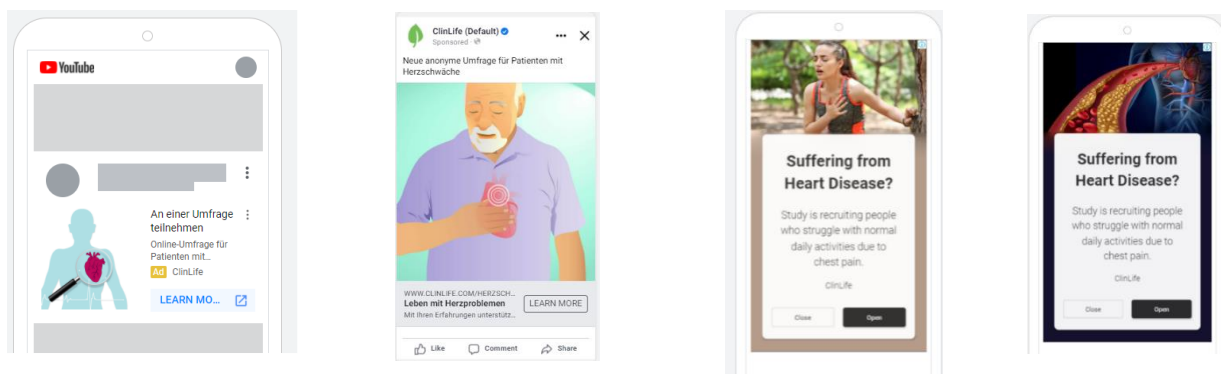 YouTube
An einer Umfrage
teilnehmen
Online-Umfrage für
Patienten mit...
Ad ClinLife
LEARN MO...
ClinLife (Default)
Sponsored
Neue anonyme Umfrage für Patienten mit
Herzschwäche
WWW.CLINLIFE.COM/HERZSCH...
Leben mit Herzproblemen
Mit Ihren Erfahrungen unterstütz...
LEARN MORE
Like Comment Share
Suffering from
Heart Disease?
Study is recruiting people
who struggle with normal
daily activities due to
chest pain.
ClinLife
Close Open
Suffering from
Heart Disease?
Study is recruiting people
who struggle with normal
daily activities due to
chest pain.
ClinLife
Close Open